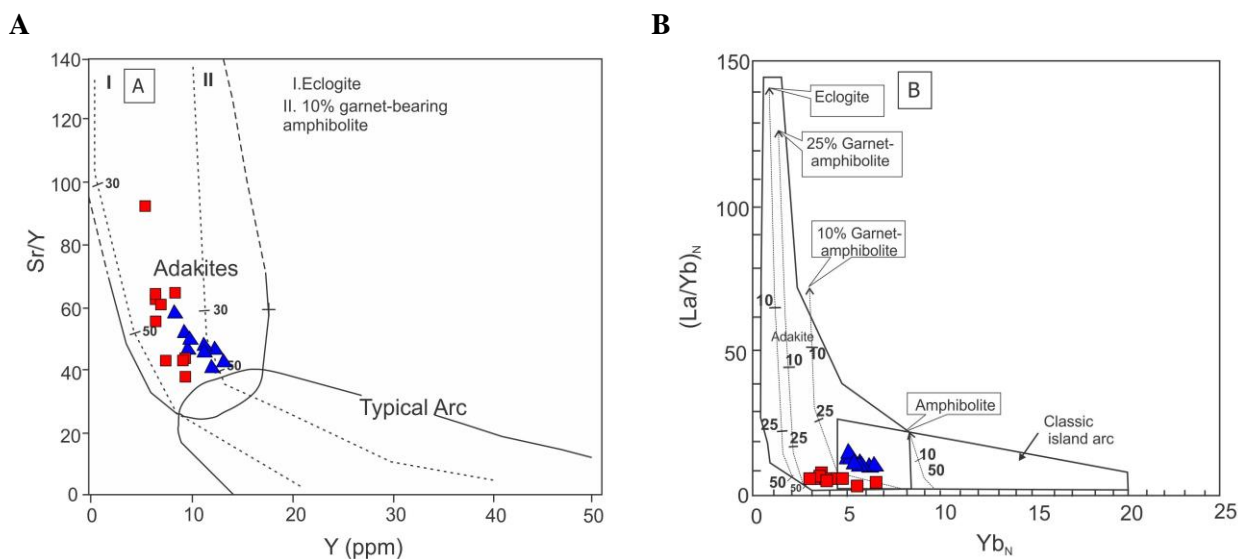 A
B
I
A
II
I.Eclogite
II. 10% garnet-bearing
amphibolite
140
120
100
80
60
40
20
0
Sr/Y
30
Adakites
30
50
50
Typical Arc
0
10
20
30
40
50
Y (ppm)
B
150
100
50
0
(La/Yb)N
Eclogite
25% Garnet-
amphibolite
10% Garnet-
amphibolite
10
Adakite
10
10
Amphibolite
Classic
island arc
25
25
25
10
50
50
50
0
5
10
15
20
25
YbN